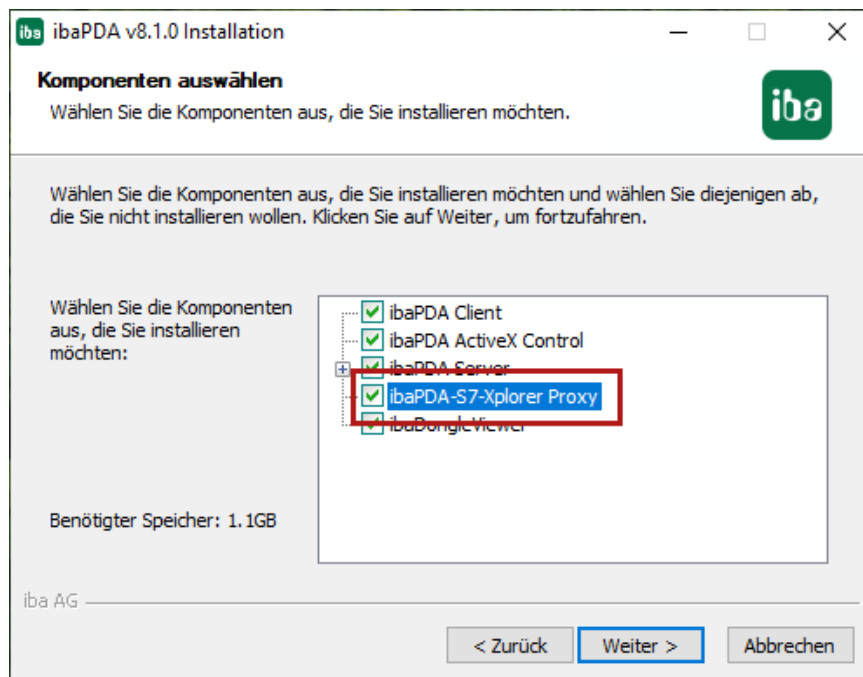 iba ibaPDA v8.1.0 Installation
Komponenten auswählen
Wählen Sie die Komponenten aus, die Sie installieren möchten.
iba
Wählen Sie die Komponenten aus, die Sie installieren möchten und wählen Sie diejenigen ab,
die Sie nicht installieren wollen. Klicken Sie auf Weiter, um fortzufahren.
Wählen Sie die Komponenten
aus, die Sie installieren
möchten:
ibaPDA Client
ibaPDA ActiveX Control
ibaPDA Server
ibaPDA-S7-Xplorer Proxy
ibaDongleViewer
Benötigter Speicher: 1.1GB
iba AG
< Zurück Weiter > Abbrechen